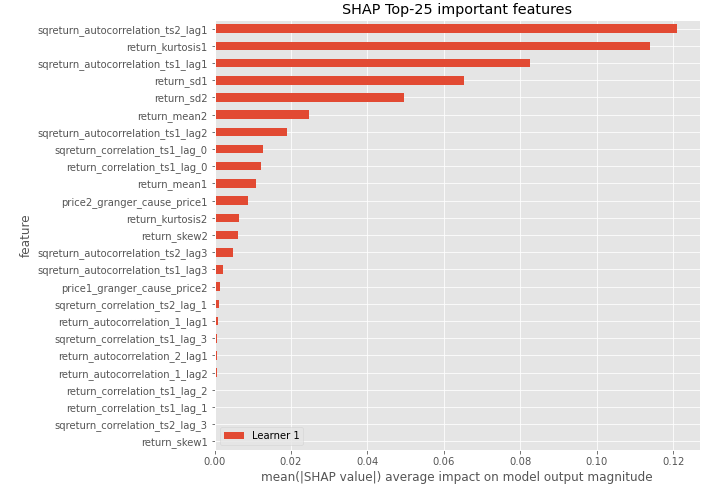 SHAP Top-25 important features
sqreturn_autocorrelation_ts2_lag1
return_kurtosis1
sqreturn_autocorrelation_ts1_lag1
return_sd1
return_sd2
return_mean2
sqreturn_autocorrelation_ts1_lag2
sqreturn_correlation_ts1_lag_0
return_correlation_ts1_lag_0
return_mean1
price2_granger_cause_price1
return_kurtosis2
return_skew2
sqreturn_autocorrelation_ts2_lag3
sqreturn_autocorrelation_ts1_lag3
price1_granger_cause_price2
sqreturn_correlation_ts2_lag_1
return_autocorrelation_1_lag1
sqreturn_correlation_ts1_lag_3
return_autocorrelation_2_lag1
return_autocorrelation_1_lag2
return_correlation_ts1_lag_2
return_correlation_ts1_lag_1
sqreturn_correlation_ts2_lag_3
return_skew1
feature
Learner 1
0.00 0.02 0.04 0.06 0.08 0.10 0.12
mean(|SHAP value|) average impact on model output magnitude